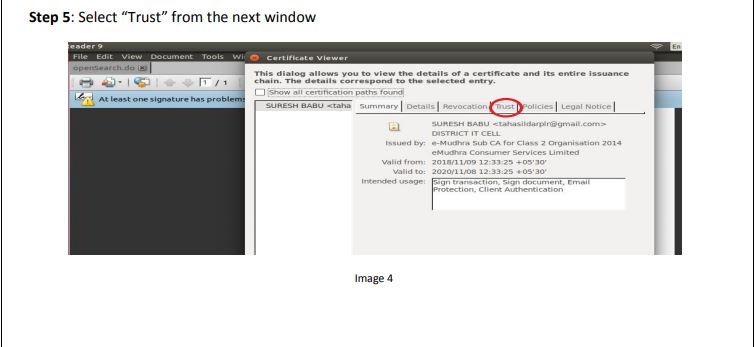 Step 5: Select “Trust” from the next window
eader 9
En
File Edit View Document Tools Wi
Certificate Viewer
openSearch.do
This dialog allows you to view the details of a certificate and its entire issuance
chain. The details correspond to the selected entry.
1 / 1
Show all certification paths found
At least one signature has problems
SURESH BABU <taha
Summary Details Revocation Trust Policies Legal Notice
SURESH BABU <tahasildarplr@gmail.com>
DISTRICT IT CELL
Issued by: e-Mudhra Sub CA for Class 2 Organisation 2014
eMudhra Consumer Services Limited
Valid from: 2018/11/09 12:33:25 +05'30'
Valid to: 2020/11/08 12:33:25 +05'30'
Intended usage: Sign transaction, Sign document, Email
Protection, Client Authentication
Image 4